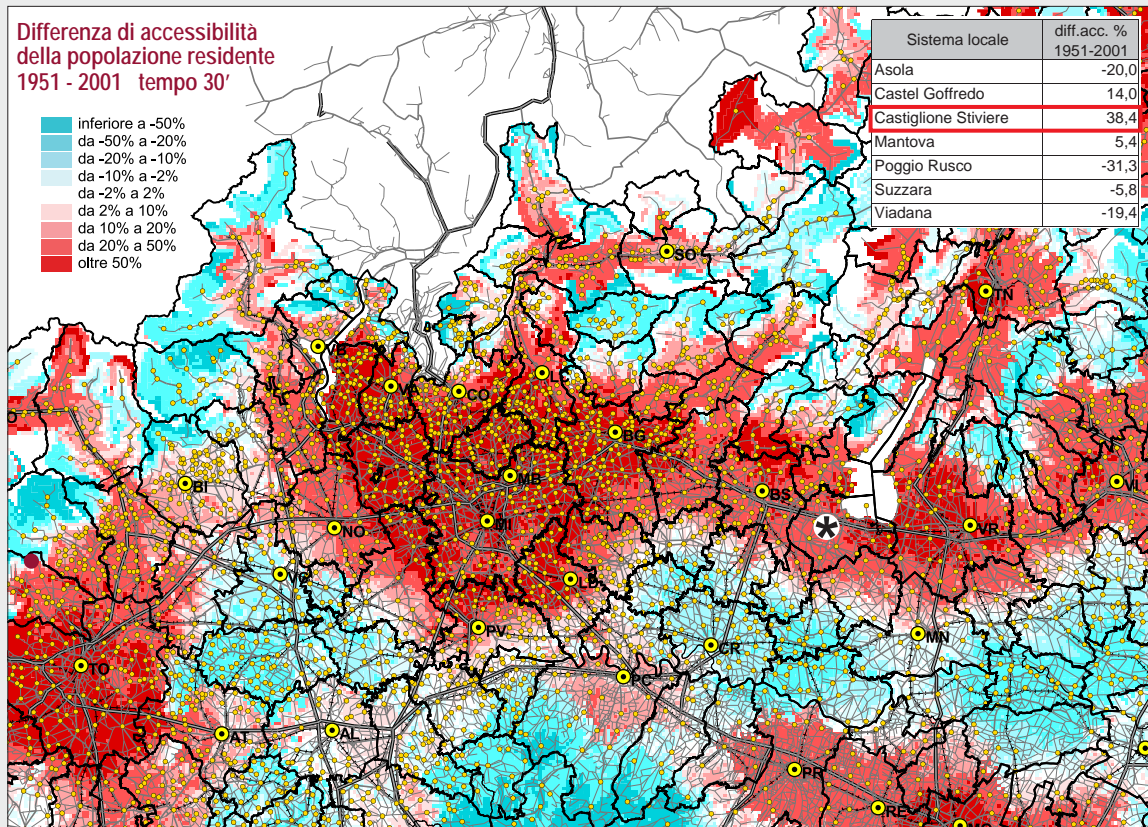 Differenza di accessibilità
della popolazione residente
1951 - 2001 tempo 30'
inferiore a -50%
da -50% a -20%
da -20% a -10%
da -10% a -2%
da -2% a 2%
da 2% a 10%
da 10% a 20%
da 20% a 50%
oltre 50%
Sistema locale diff.acc. % 1951-2001
Asola -20,0
Castel Goffredo 14,0
Castiglione Stiviere 38,4
Mantova 5,4
Poggio Rusco -31,3
Suzzara -5,8
Viadana -19,4
SO
TN
VB
CO
BG
BI
MB
BS
VI
NO
MI
VR
VC
PV
MN
CR
TO
PC
AT
AL
PR
RE